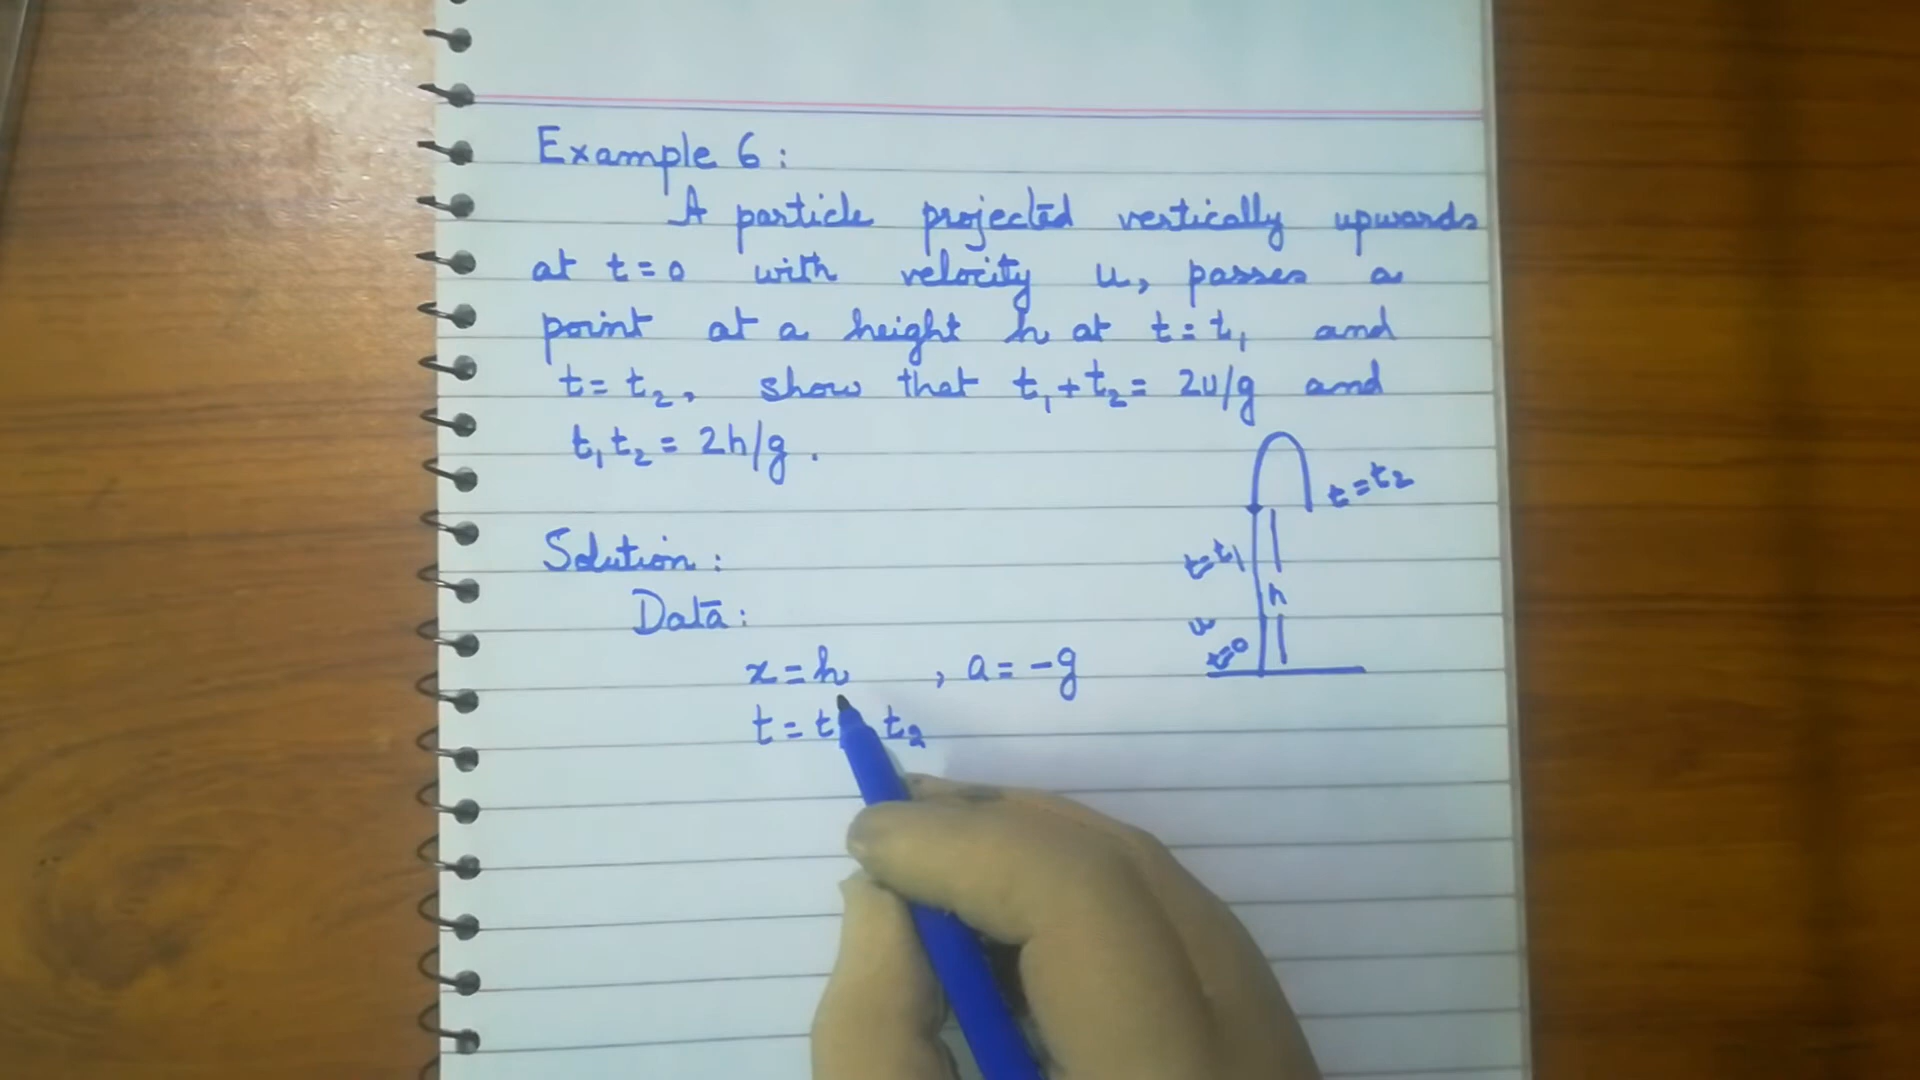 Example 6:
A particle projected vertically upwards
at t=0 with velocity u, passes a
point at a height h at t=t₁ and
t=t₂, show that t₁+t₂= 2u/g and
t₁t₂= 2h/g.
t=t₂
Solution:
t=t₁
h
Data:
u
t=0
x=h , a=-g
t=t₁ t₂